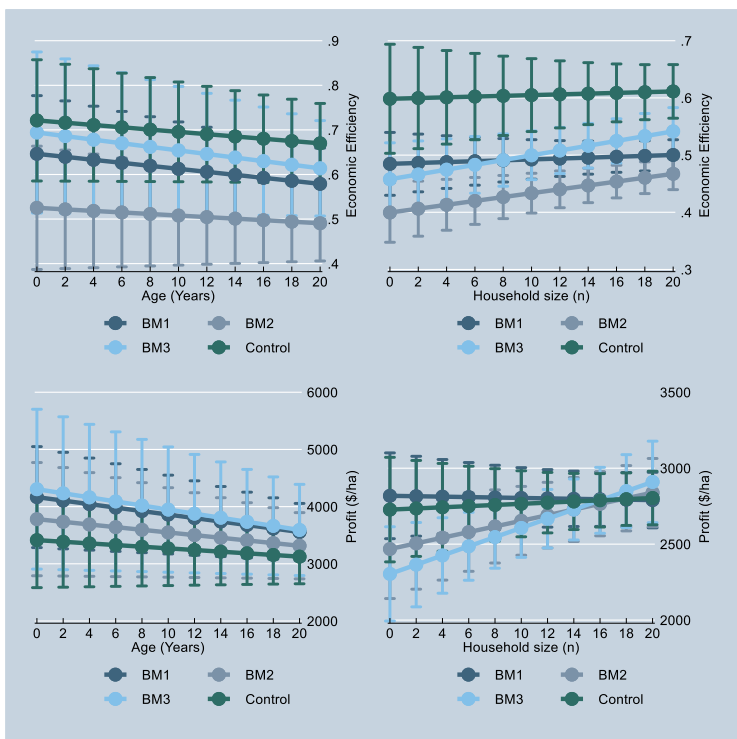 .9
.8
.7
.6
.5
.4
Economic Efficiency
0 2 4 6 8 10 12 14 16 18 20
Age (Years)
BM1 BM2
BM3 Control
.7
.6
.5
.4
.3
Economic Efficiency
0 2 4 6 8 10 12 14 16 18 20
Household size (n)
BM1 BM2
BM3 Control
6000
5000
4000
3000
2000
Profit ($/ha)
0 2 4 6 8 10 12 14 16 18 20
Age (Years)
BM1 BM2
BM3 Control
3500
3000
2500
2000
Profit ($/ha)
0 2 4 6 8 10 12 14 16 18 20
Household size (n)
BM1 BM2
BM3 Control